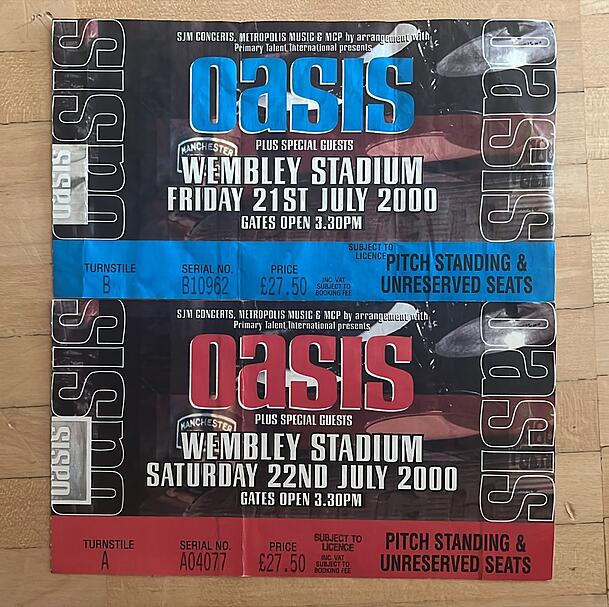 SJM CONCERTS, METROPOLIS MUSIC & MCP by arrangement with
Primary Talent International presents
oasis
PLUS SPECIAL GUESTS
MANCHESTER
WEMBLEY STADIUM
FRIDAY 21ST JULY 2000
GATES OPEN 3.30PM
oasis
oasis
oasis
TURNSTILE
B
SERIAL NO.
B10962
PRICE
£27.50
INC. VAT
SUBJECT TO
BOOKING FEE
SUBJECT TO
LICENCE
PITCH STANDING &
UNRESERVED SEATS
SJM CONCERTS, METROPOLIS MUSIC & MCP by arrangement with
Primary Talent International presents
oasis
PLUS SPECIAL GUESTS
MANCHESTER
WEMBLEY STADIUM
SATURDAY 22ND JULY 2000
GATES OPEN 3.30PM
oasis
oasis
oasis
TURNSTILE
A
SERIAL NO.
A04077
PRICE
£27.50
SUBJECT TO
LICENCE
INC. VAT
SUBJECT TO
BOOKING FEE
PITCH STANDING &
UNRESERVED SEATS